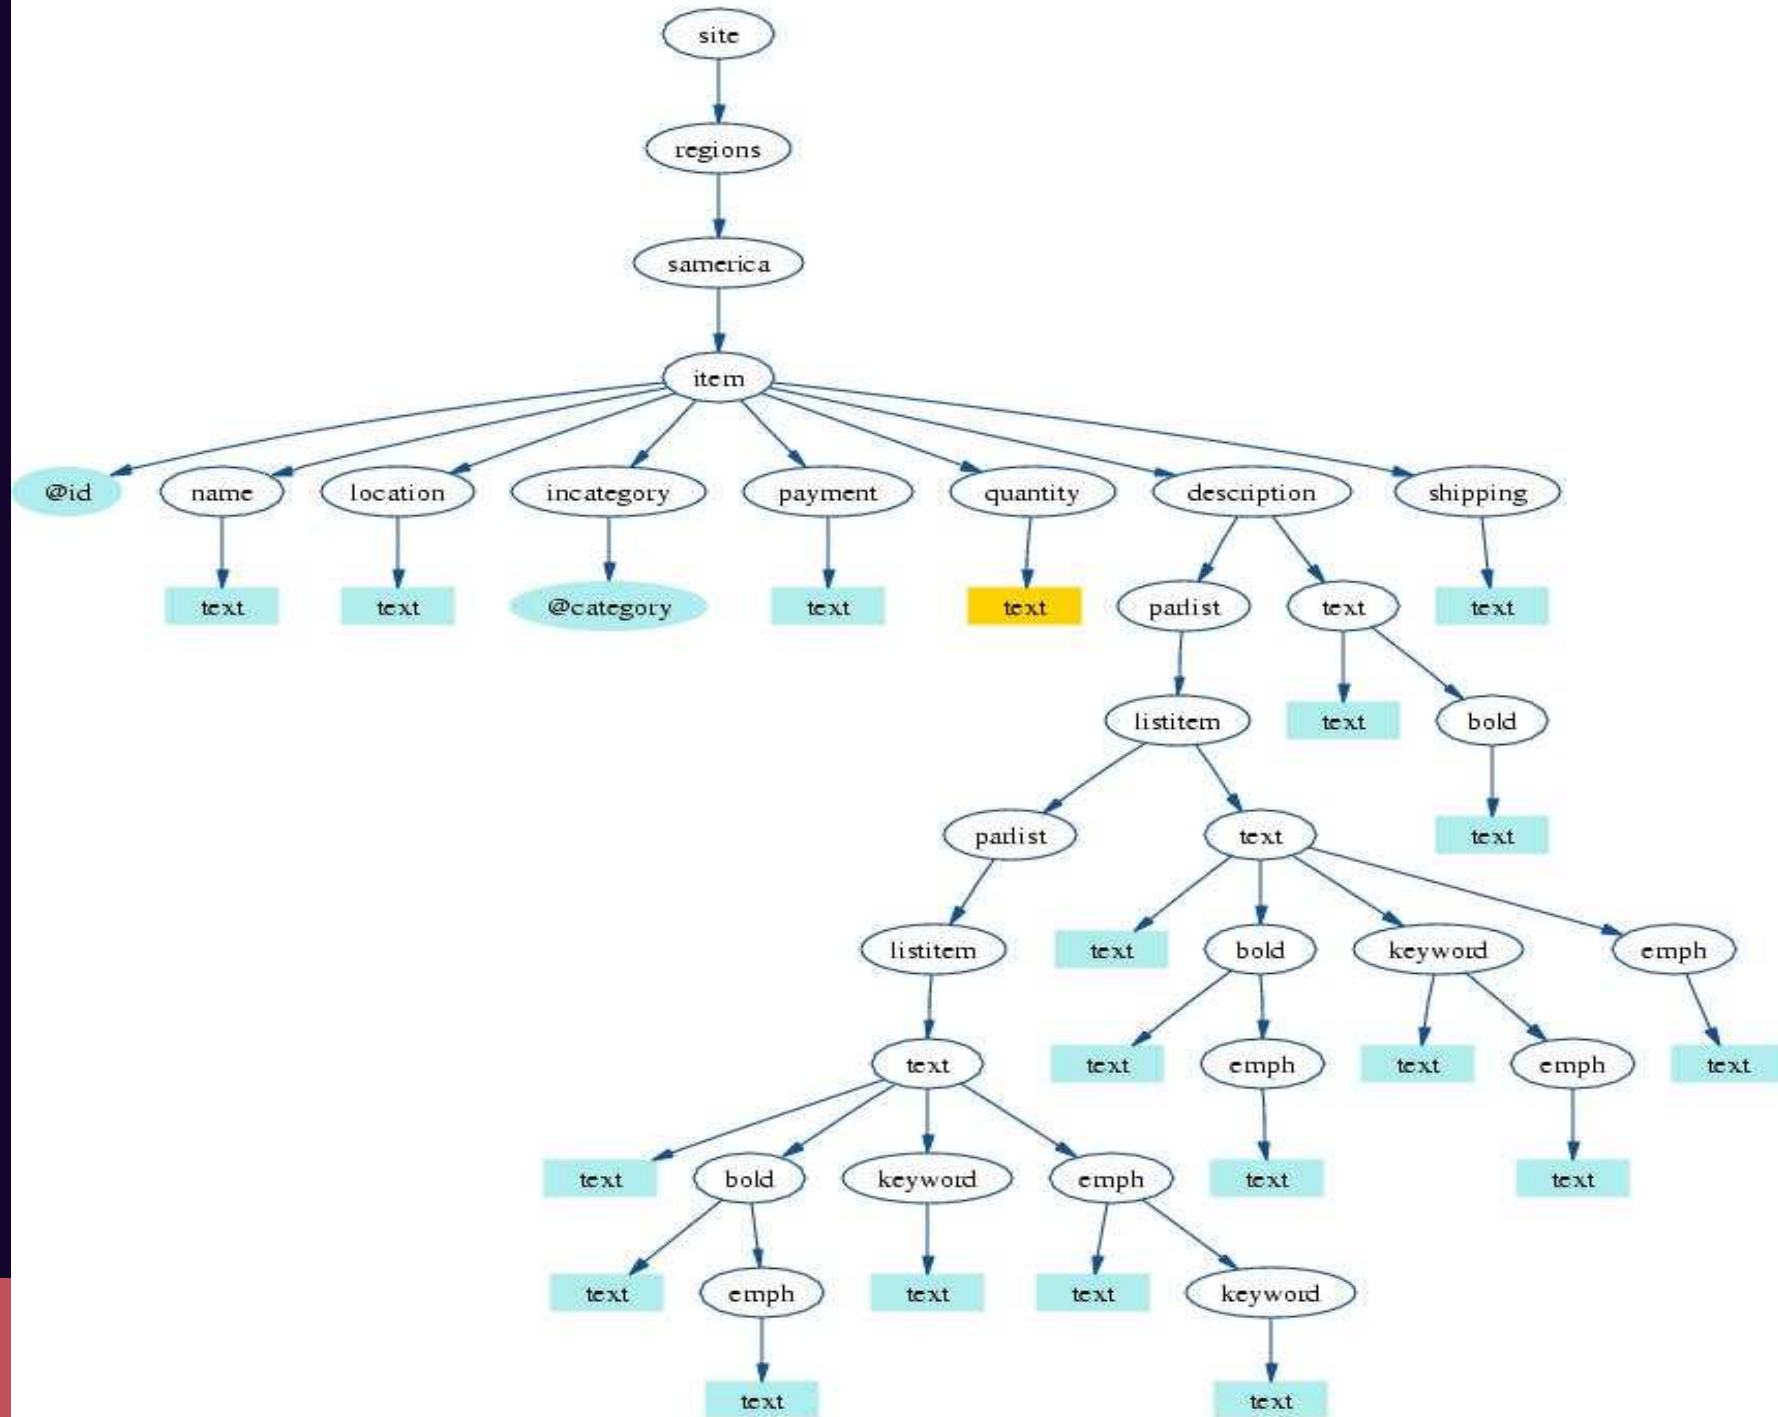 site
regions
samerica
item
@id name location incategory payment quantity description shipping
text text @category text text parlist text text
listitem text bold
parlist text text
listitem text bold keyword emph
text text emph text emph text
text bold keyword emph text text
text emph text text keyword
text text